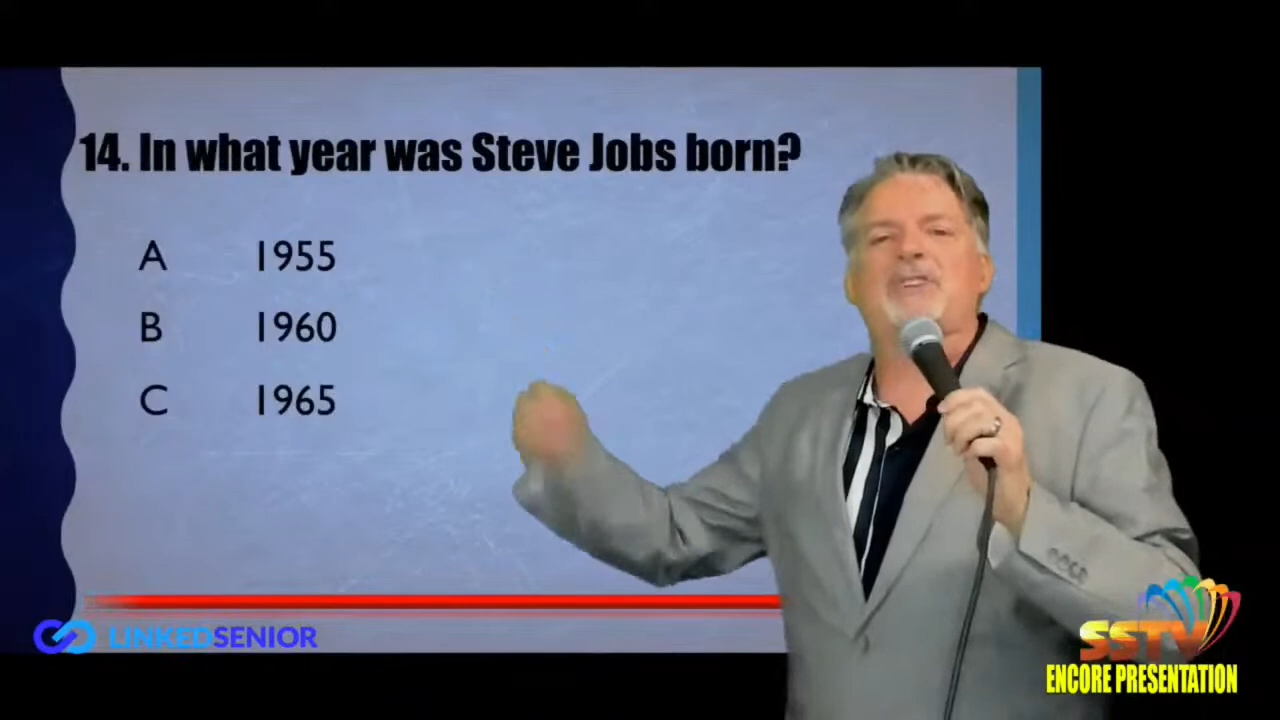 14. In what year was Steve Jobs born?
A 1955
B 1960
C 1965
LINKEDSENIOR
SSTV
ENCORE PRESENTATION